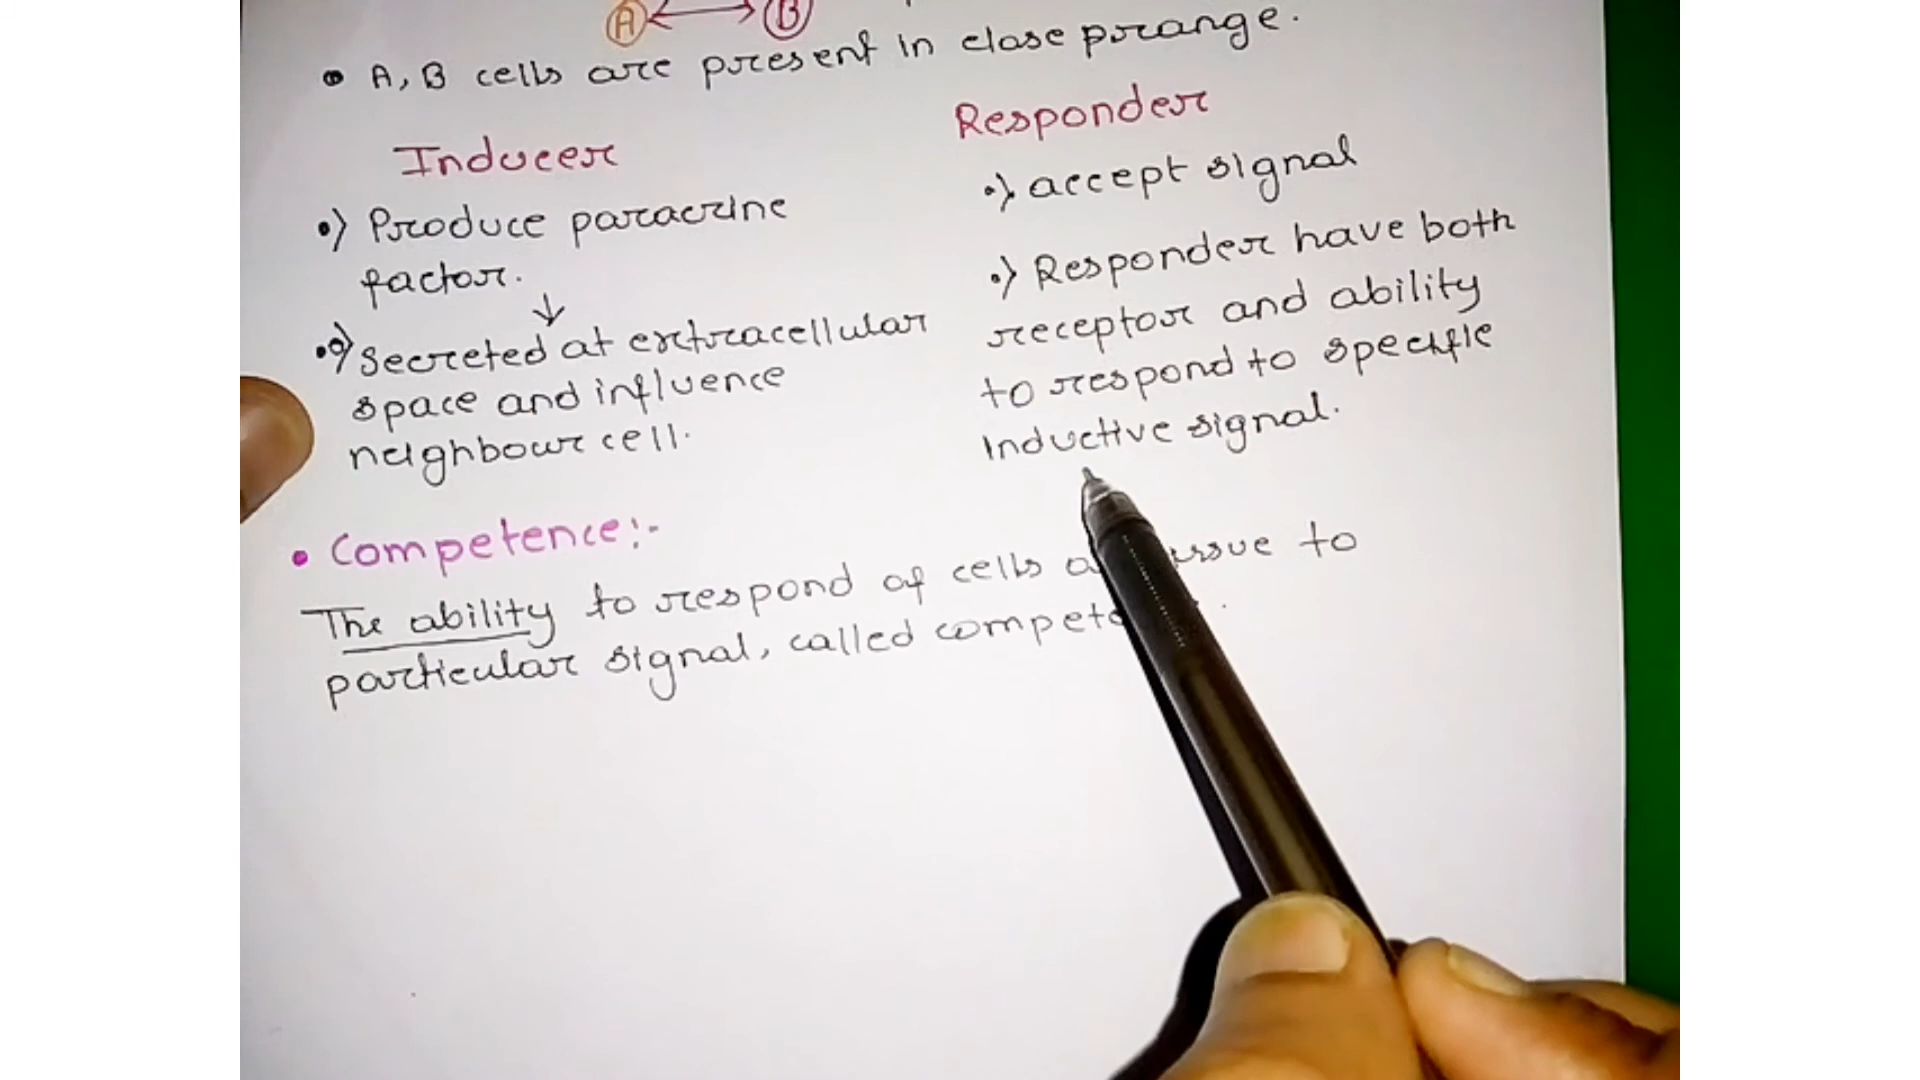 A B
• A, B cells are present in close prange.
Inducer
•) Produce paracrine
factor.
•) Secreted at extracellular
space and influence
neighbour cell.
Responder
•) accept signal
•) Responder have both
receptor and ability
to respond to specific
inductive signal.
• Competence:-
The ability to respond of cells to
particular signal, called